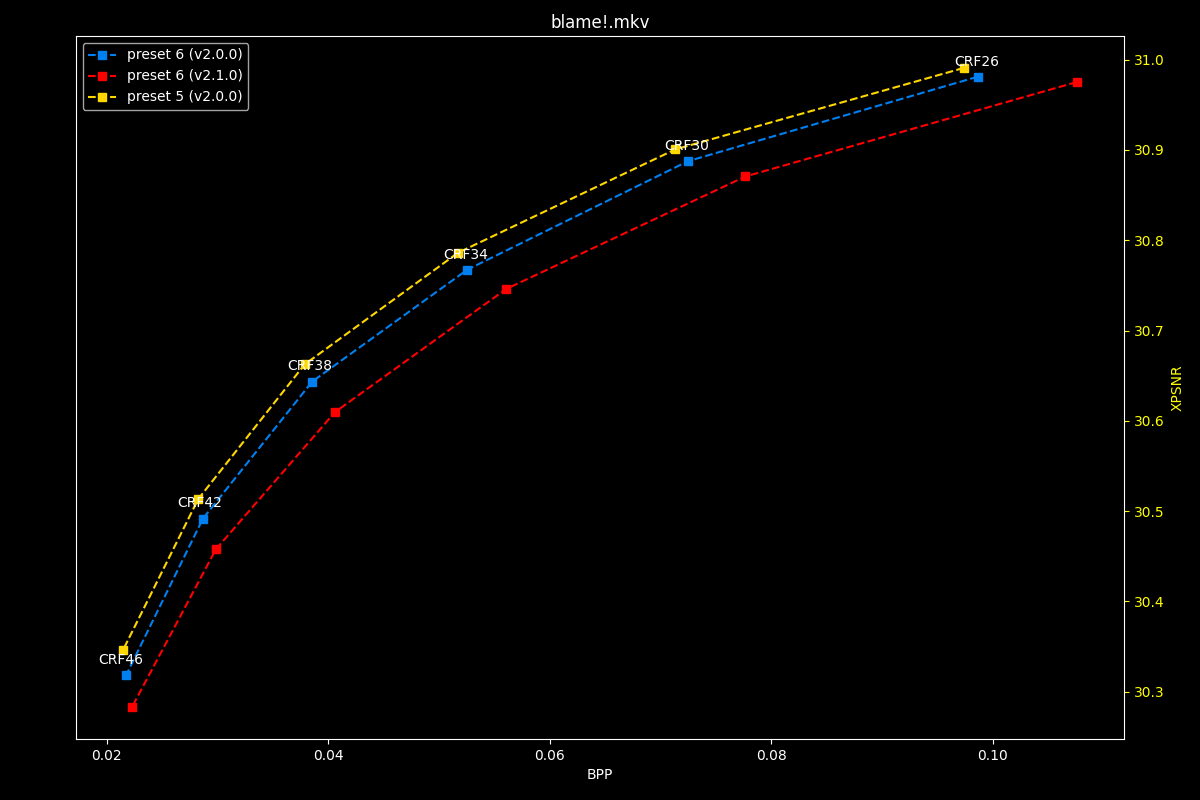 blame!.mkv
preset 6 (v2.0.0)
preset 6 (v2.1.0)
preset 5 (v2.0.0)
CRF26
CRF30
CRF34
CRF38
CRF42
CRF46
31.0
30.9
30.8
30.7
30.6
30.5
30.4
30.3
XPSNR
0.02 0.04 0.06 0.08 0.10
BPP